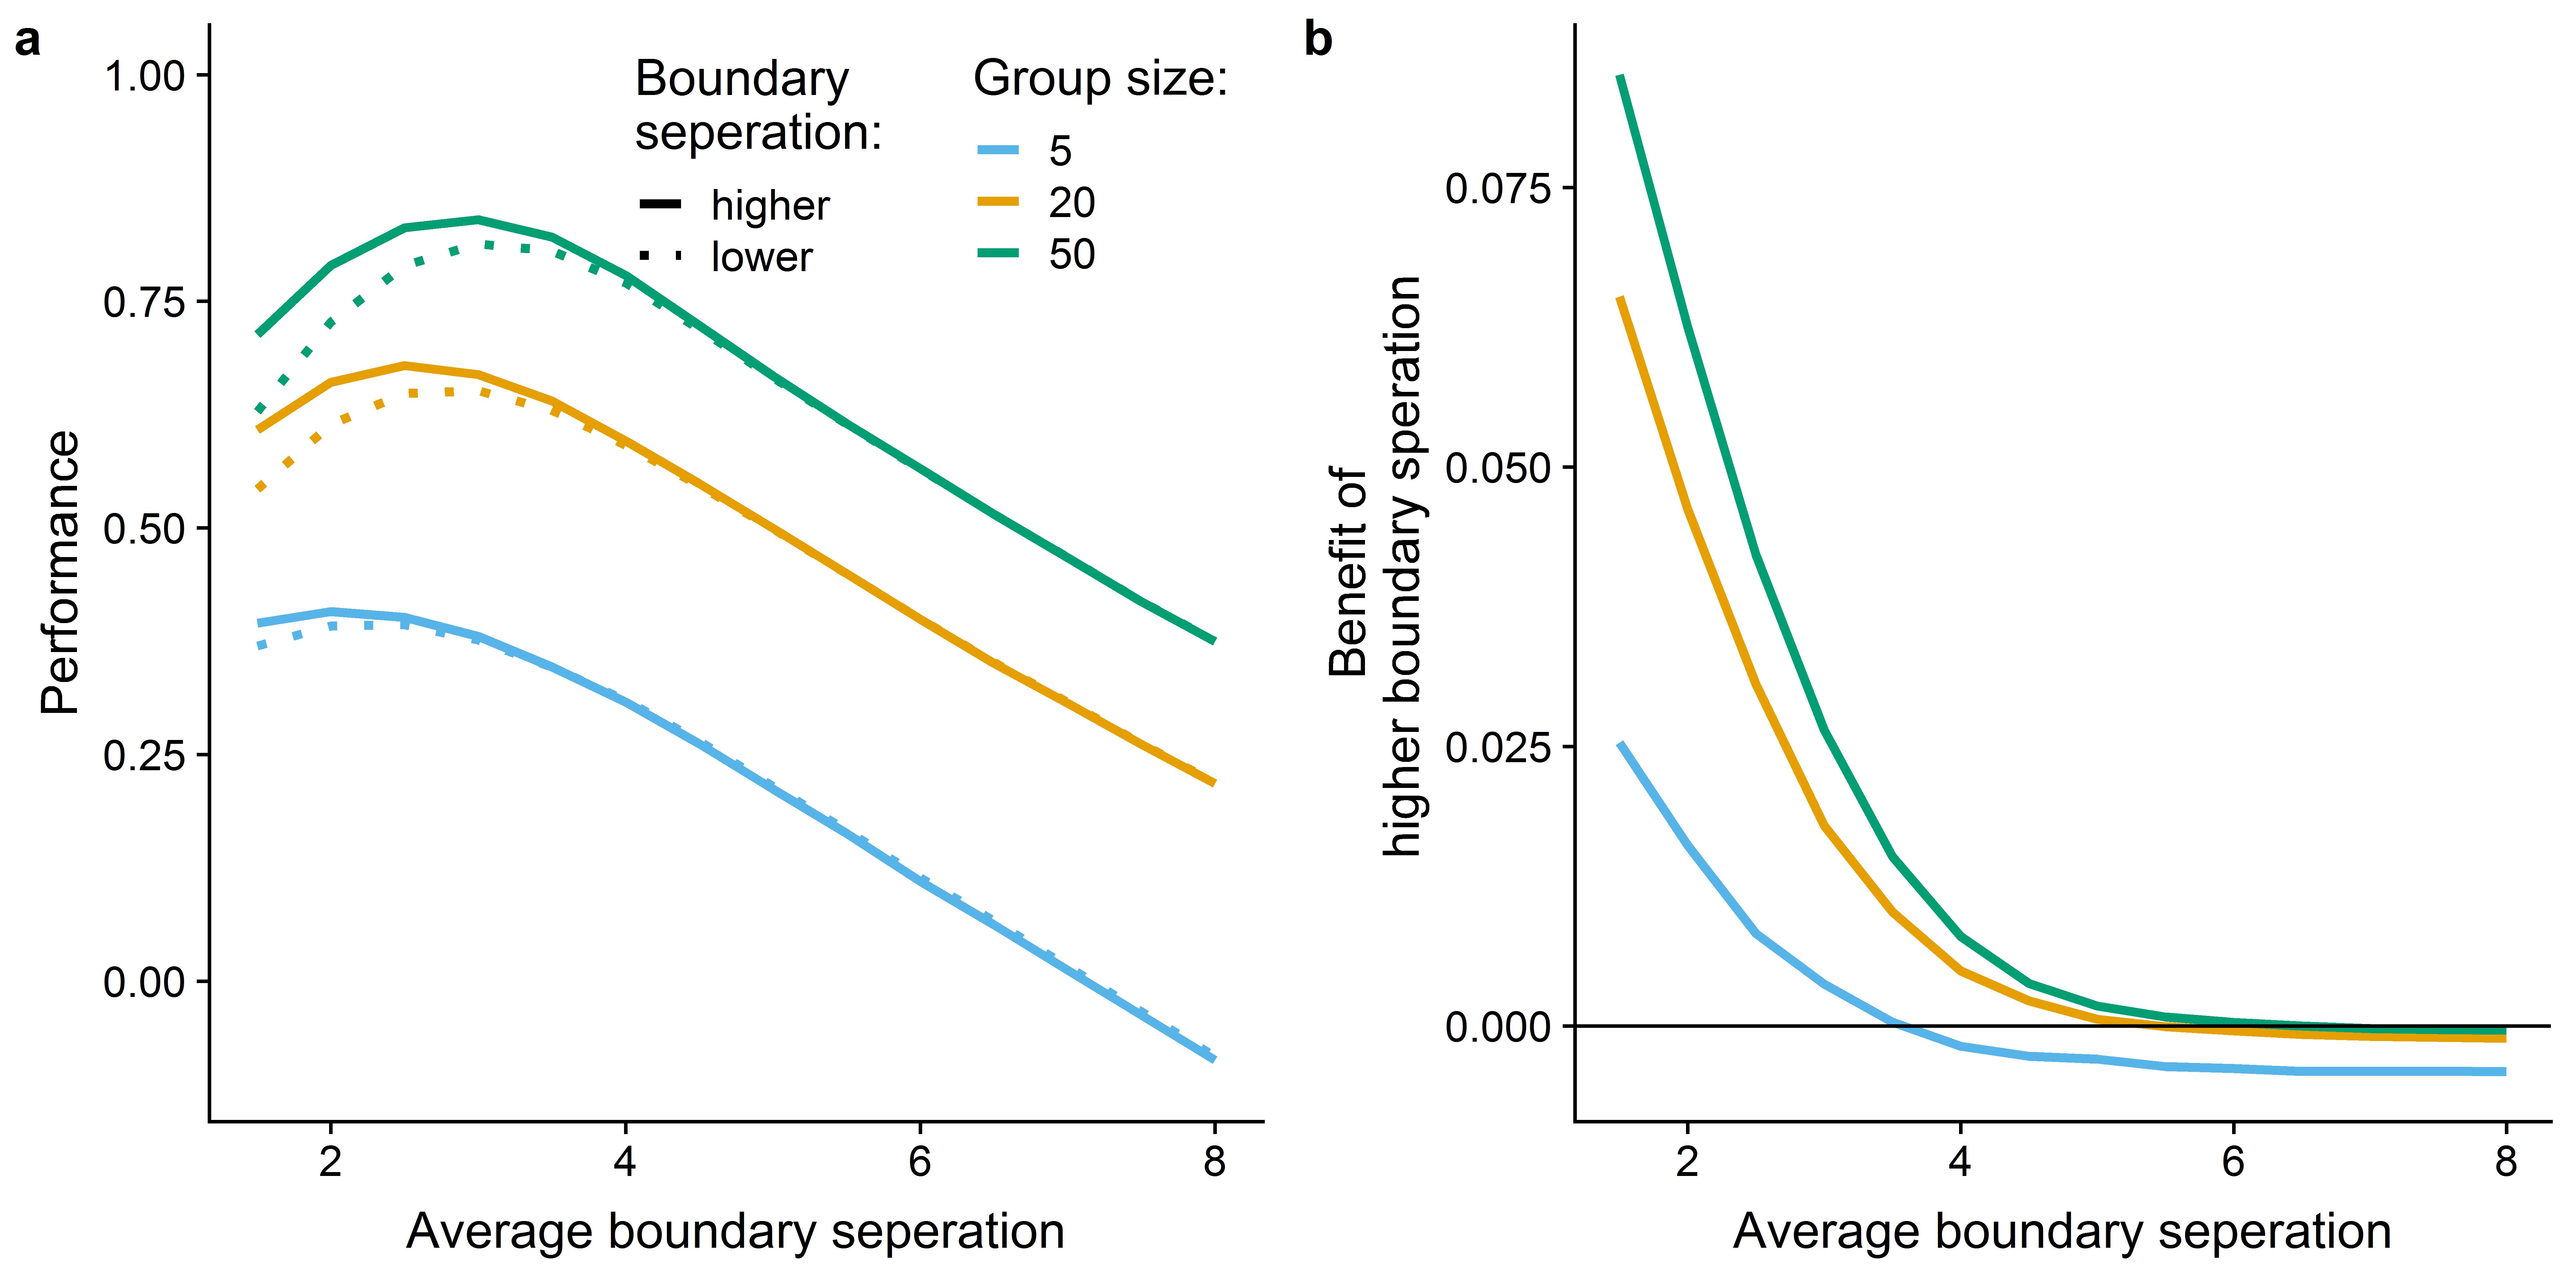 a
1.00
0.75
0.50
0.25
0.00
Performance
Boundary
seperation:
higher
lower
Group size:
5
20
50
2 4 6 8
Average boundary seperation
b
0.075
0.050
0.025
0.000
Benefit of
higher boundary speration
2 4 6 8
Average boundary seperation